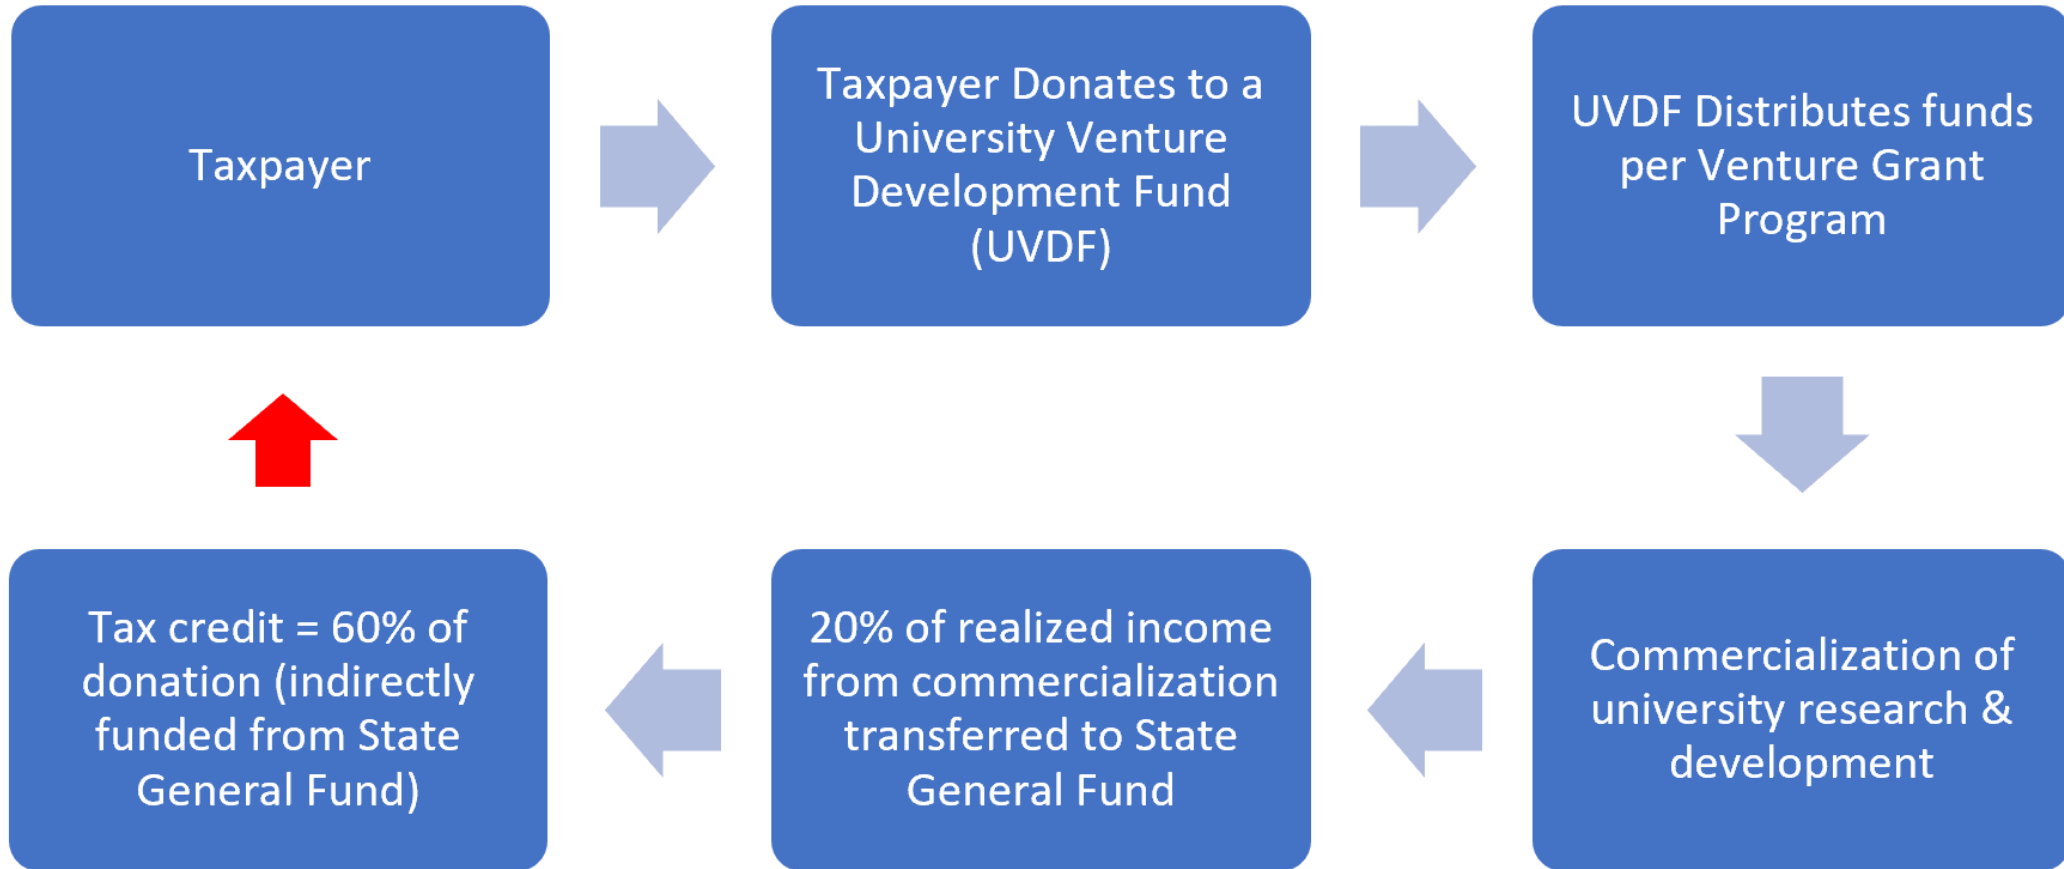 Taxpayer
Taxpayer Donates to a
University Venture
Development Fund
(UVDF)
UVDF Distributes funds
per Venture Grant
Program
Commercialization of
university research &
development
20% of realized income
from commercialization
transferred to State
General Fund
Tax credit = 60% of
donation (indirectly
funded from State
General Fund)